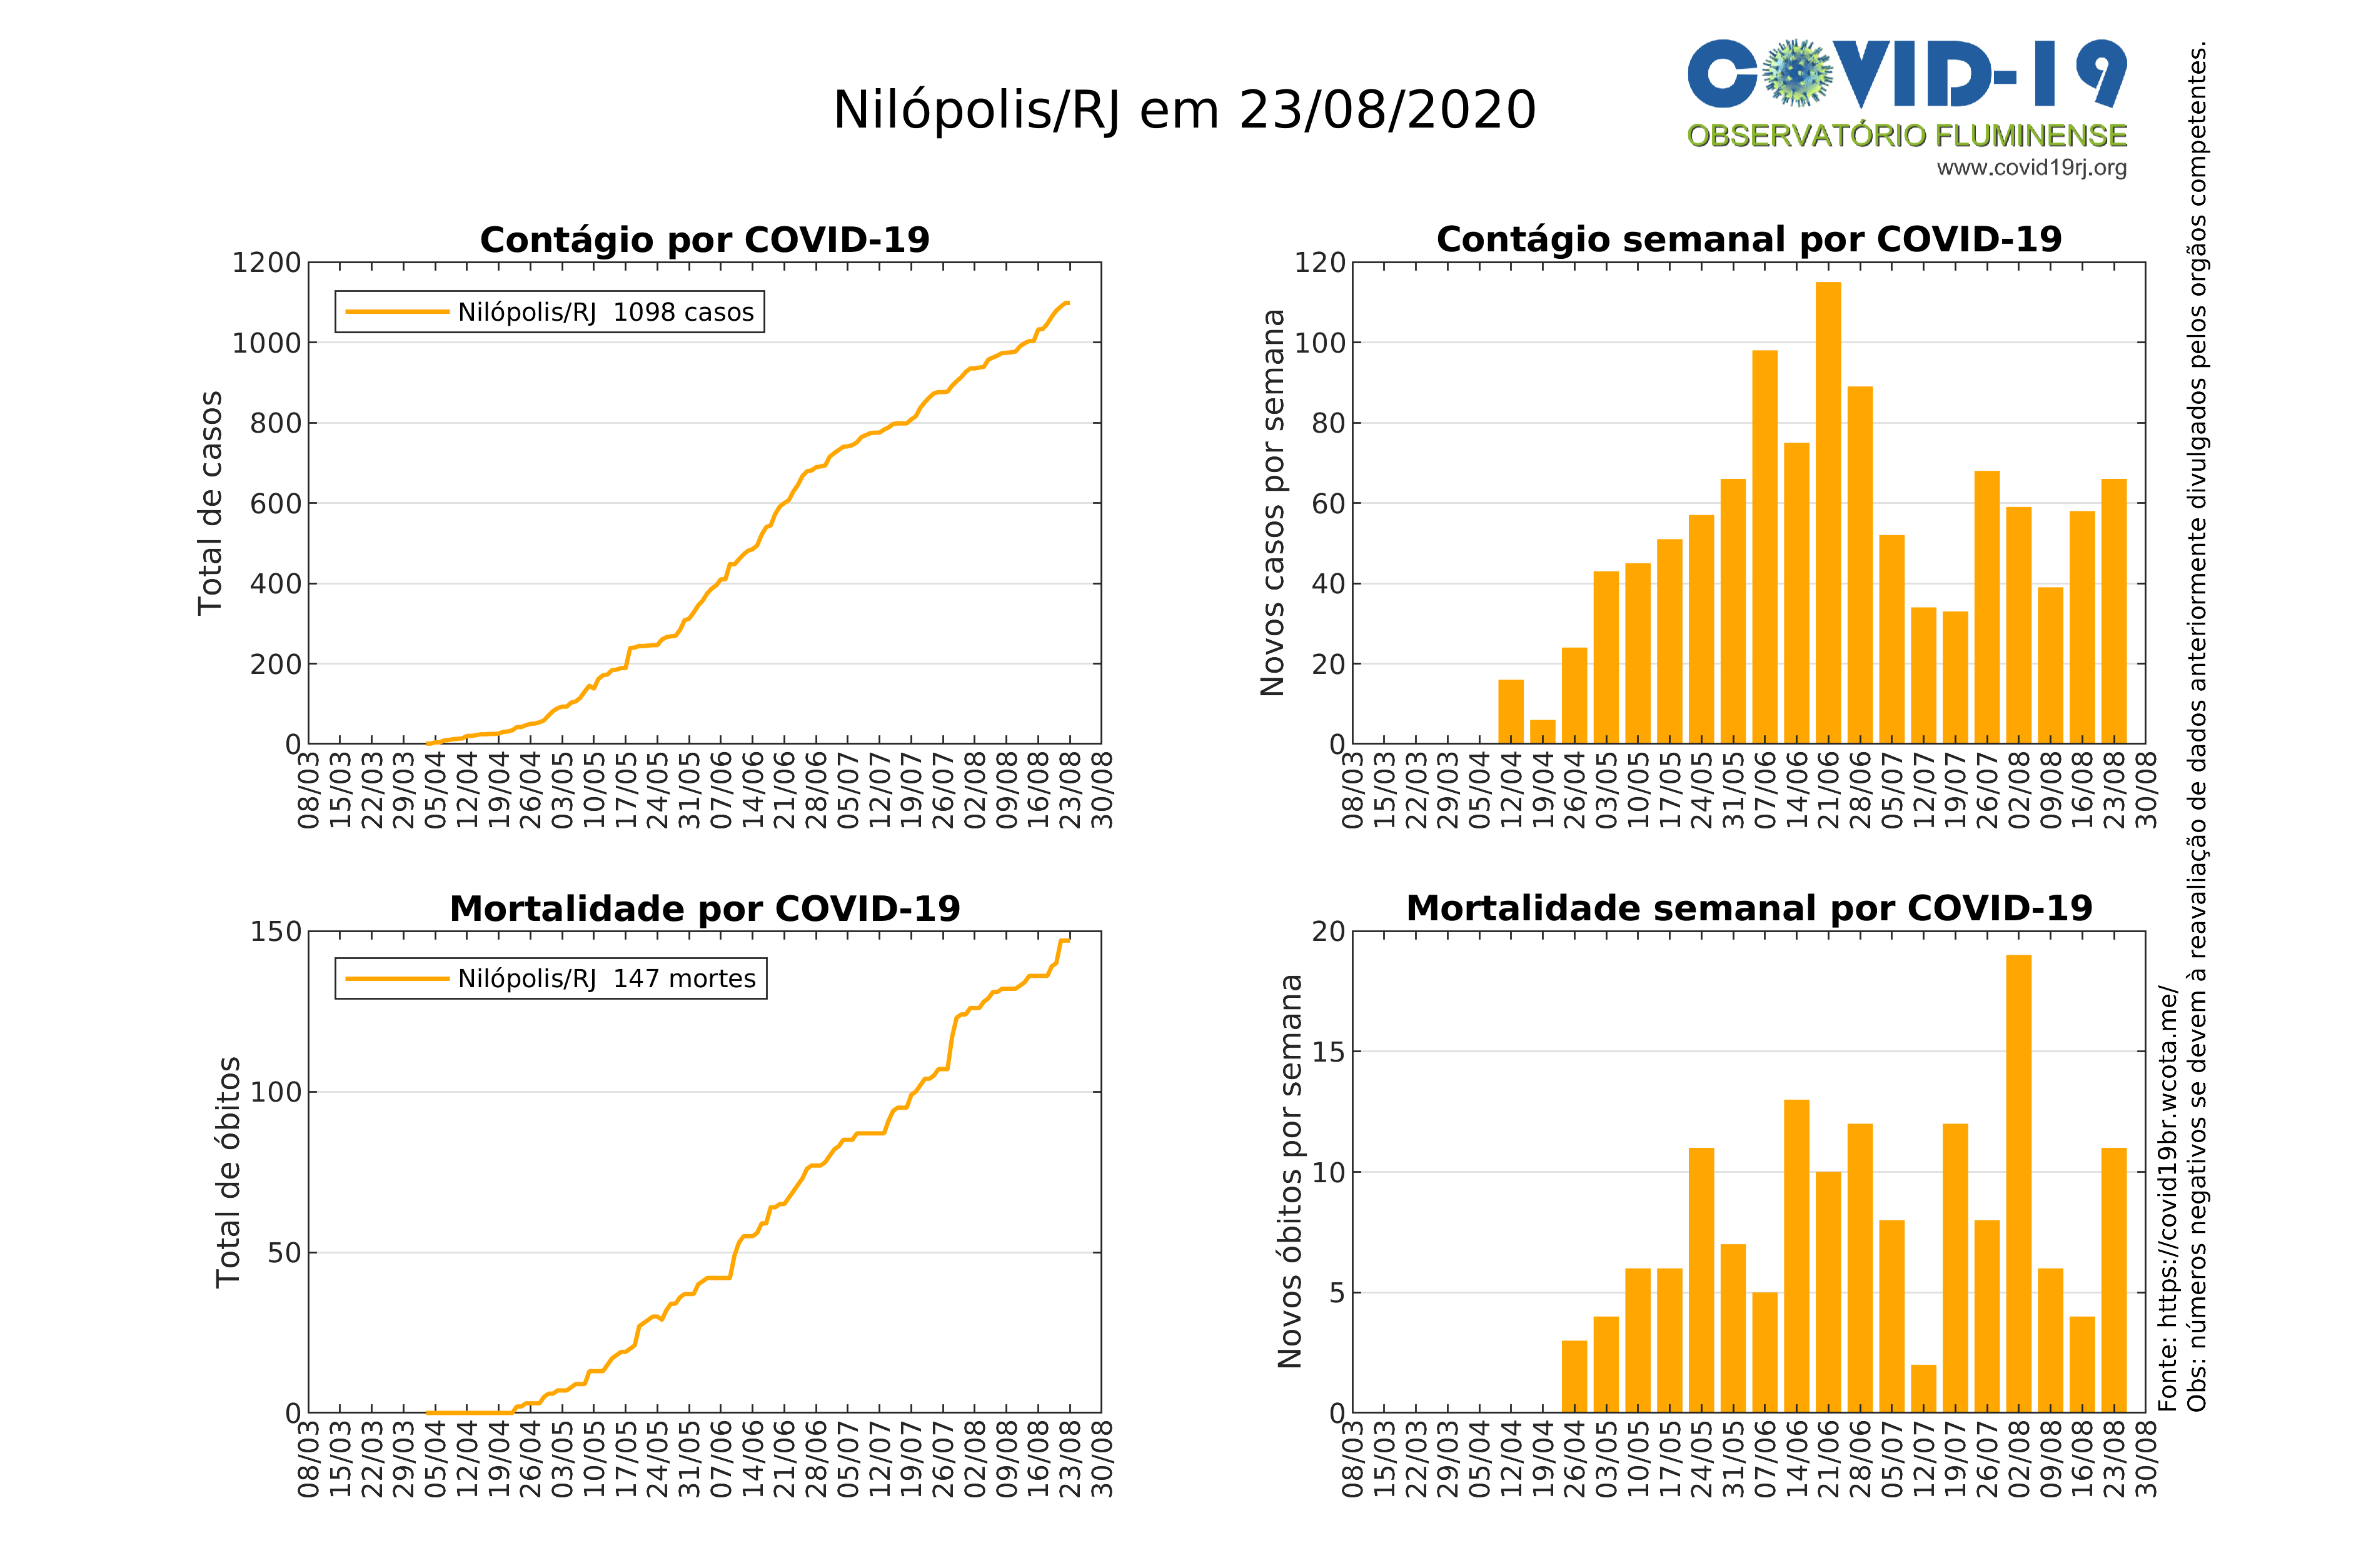 Nilópolis/RJ em 23/08/2020
COVID-19
OBSERVATÓRIO FLUMINENSE
www.covid19rj.org
Contágio por COVID-19
Total de casos
1200
1000
800
600
400
200
0
Nilópolis/RJ 1098 casos
08/03 15/03 22/03 29/03 05/04 12/04 19/04 26/04 03/05 10/05 17/05 24/05 31/05 07/06 14/06 21/06 28/06 05/07 12/07 19/07 26/07 02/08 09/08 16/08 23/08 30/08
Contágio semanal por COVID-19
Novos casos por semana
120
100
80
60
40
20
0
08/03 15/03 22/03 29/03 05/04 12/04 19/04 26/04 03/05 10/05 17/05 24/05 31/05 07/06 14/06 21/06 28/06 05/07 12/07 19/07 26/07 02/08 09/08 16/08 23/08 30/08
Mortalidade por COVID-19
Total de óbitos
150
100
50
0
Nilópolis/RJ 147 mortes
08/03 15/03 22/03 29/03 05/04 12/04 19/04 26/04 03/05 10/05 17/05 24/05 31/05 07/06 14/06 21/06 28/06 05/07 12/07 19/07 26/07 02/08 09/08 16/08 23/08 30/08
Mortalidade semanal por COVID-19
Novos óbitos por semana
20
15
10
5
0
08/03 15/03 22/03 29/03 05/04 12/04 19/04 26/04 03/05 10/05 17/05 24/05 31/05 07/06 14/06 21/06 28/06 05/07 12/07 19/07 26/07 02/08 09/08 16/08 23/08 30/08
Fonte: https://covid19br.wcota.me/
Obs: números negativos se devem à reavaliação de dados anteriormente divulgados pelos orgãos competentes.